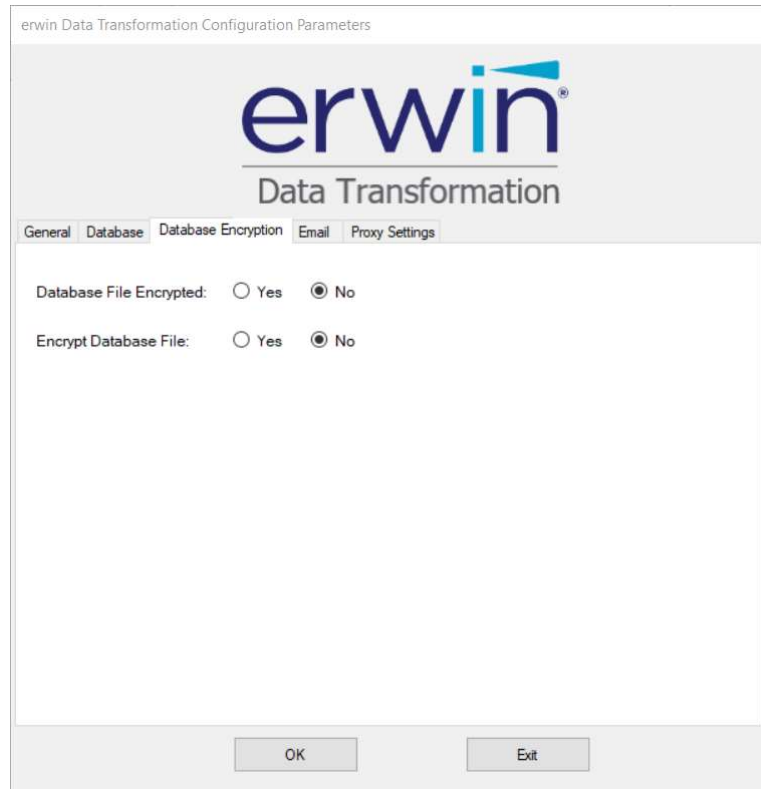 erwin Data Transformation Configuration Parameters
erwin®
Data Transformation
General Database Database Encryption Email Proxy Settings
Database File Encrypted: Yes No
Encrypt Database File: Yes No
OK Exit